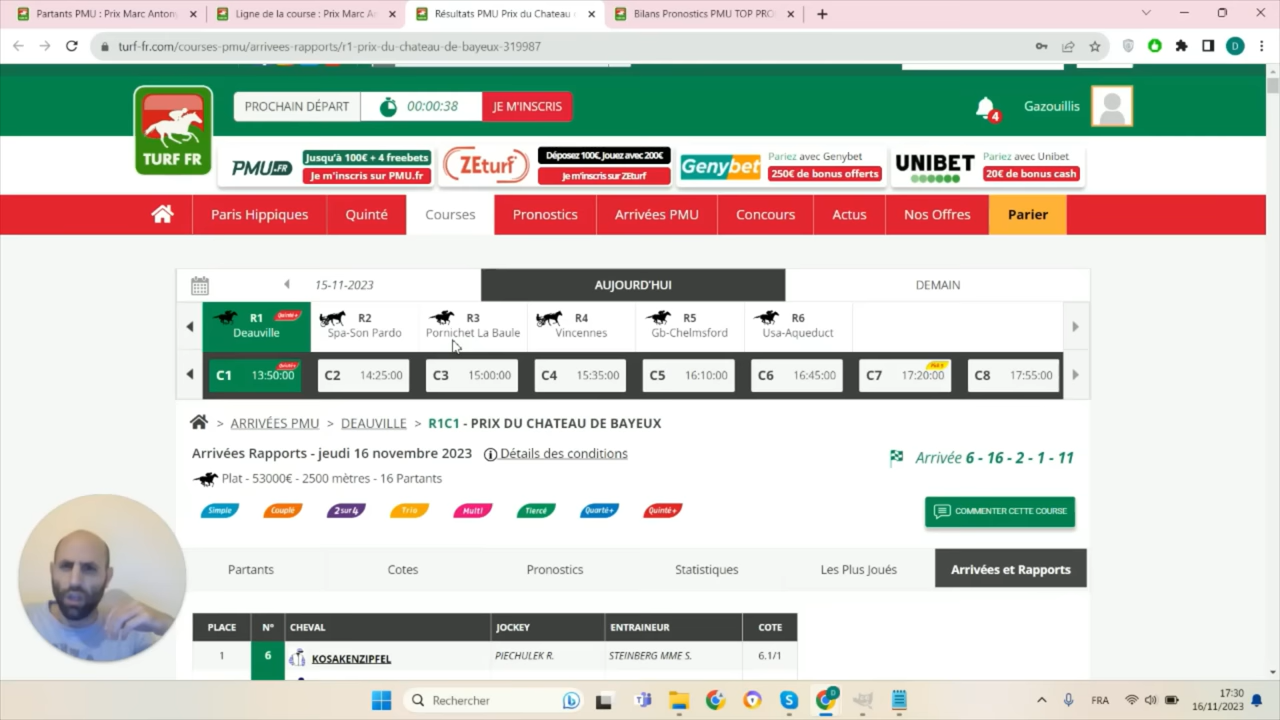 Partants PMU : Prix Marc Anton
Ligne de la course : Prix Marc A
Résultats PMU Prix du Chateau
Bilans Pronostics PMU TOP PRO
turf-fr.com/courses-pmu/arrivees-rapports/r1-prix-du-chateau-de-bayeux-319987
D
TURF FR
PROCHAIN DÉPART 00:00:38 JE M'INSCRIS
4
Gazouillis
PMU.FR Jusqu'à 100€ + 4 freebets
Je m'inscris sur PMU.fr
ZEturf Déposez 100€, Jouez avec 200€
Je m'inscris sur ZEturf
Genybet Pariez avec Genybet
250€ de bonus offerts
UNIBET Pariez avec Unibet
20€ de bonus cash
Paris Hippiques Quinté Courses Pronostics Arrivées PMU Concours Actus Nos Offres Parier
15-11-2023 AUJOURD'HUI DEMAIN
R1 Quinté+ R2 R3 R4 R5 R6
Deauville Spa-Son Pardo Pornichet La Baule Vincennes Gb-Chelmsford Usa-Aqueduct
C1 13:50:00 C2 14:25:00 C3 15:00:00 C4 15:35:00 C5 16:10:00 C6 16:45:00 C7 17:20:00 C8 17:55:00
> ARRIVÉES PMU > DEAUVILLE > R1C1 - PRIX DU CHATEAU DE BAYEUX
Arrivées Rapports - jeudi 16 novembre 2023 Détails des conditions
Arrivée 6 - 16 - 2 - 1 - 11
Plat - 53000€ - 2500 mètres - 16 Partants
Simple Couplé 2sur4 Trio Multi Tiercé Quarté+ Quinté+
COMMENTER CETTE COURSE
Partants Cotes Pronostics Statistiques Les Plus Joués Arrivées et Rapports
PLACE N° CHEVAL JOCKEY ENTRAINEUR COTE
1 6 KOSAKENZIPFEL PIECHULEK R. STEINBERG MME S. 6.1/1
Rechercher
FRA
17:30
16/11/2023